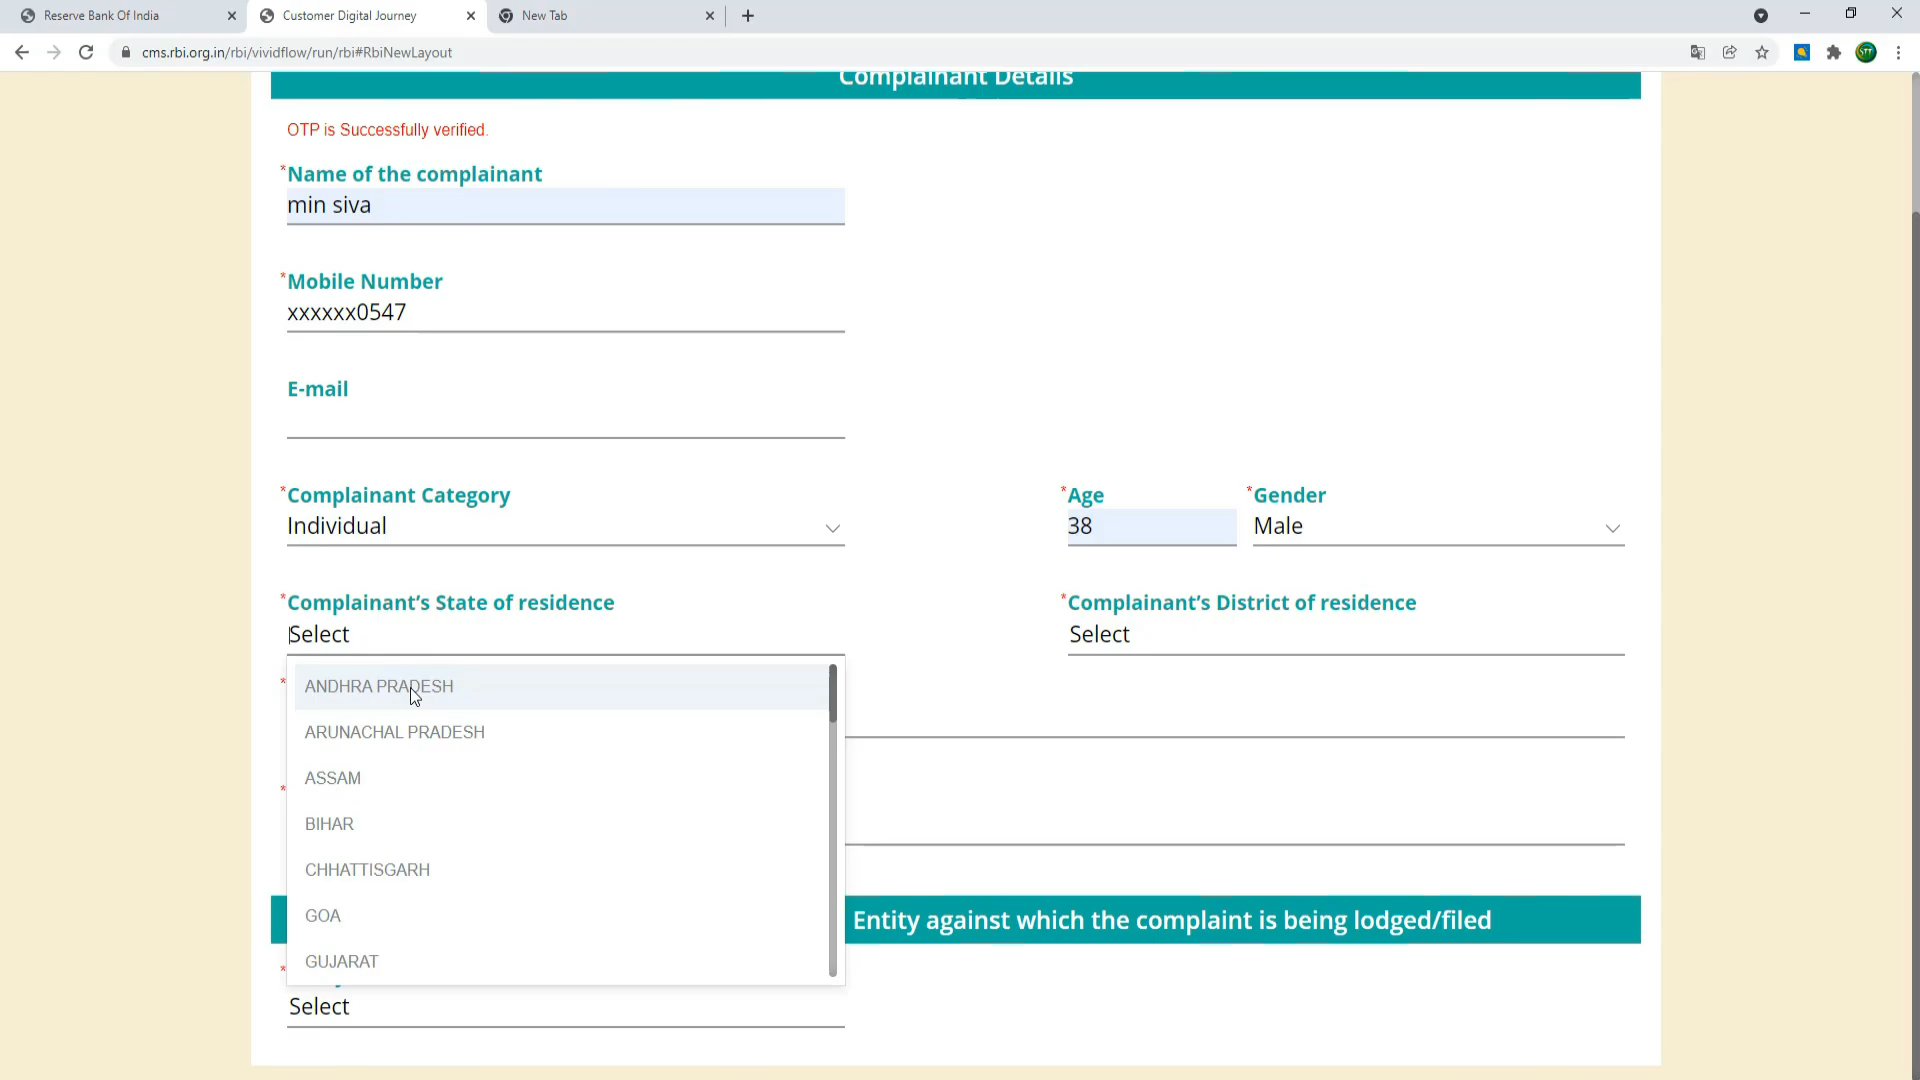 Reserve Bank Of India
Customer Digital Journey
New Tab
cms.rbi.org.in/rbi/vividflow/run/rbi#RbiNewLayout
STT
Complainant Details
OTP is Successfully verified.
*Name of the complainant
min siva
*Mobile Number
xxxxxx0547
E-mail
*Complainant Category
*Age
*Gender
Individual
38
Male
*Complainant’s State of residence
*Complainant’s District of residence
Select
Select
*
ANDHRA PRADESH
ARUNACHAL PRADESH
ASSAM
*
BIHAR
CHHATTISGARH
GOA
Entity against which the complaint is being lodged/filed
GUJARAT
*
Select